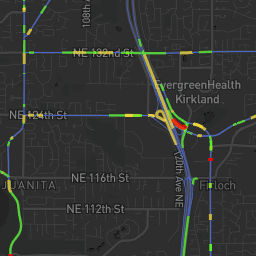 108th A
NE 132nd St
EvergreenHealth
Kirkland
NE 124th St
120th Ave NE
NE 116th St
JUANITA
NE 112th St